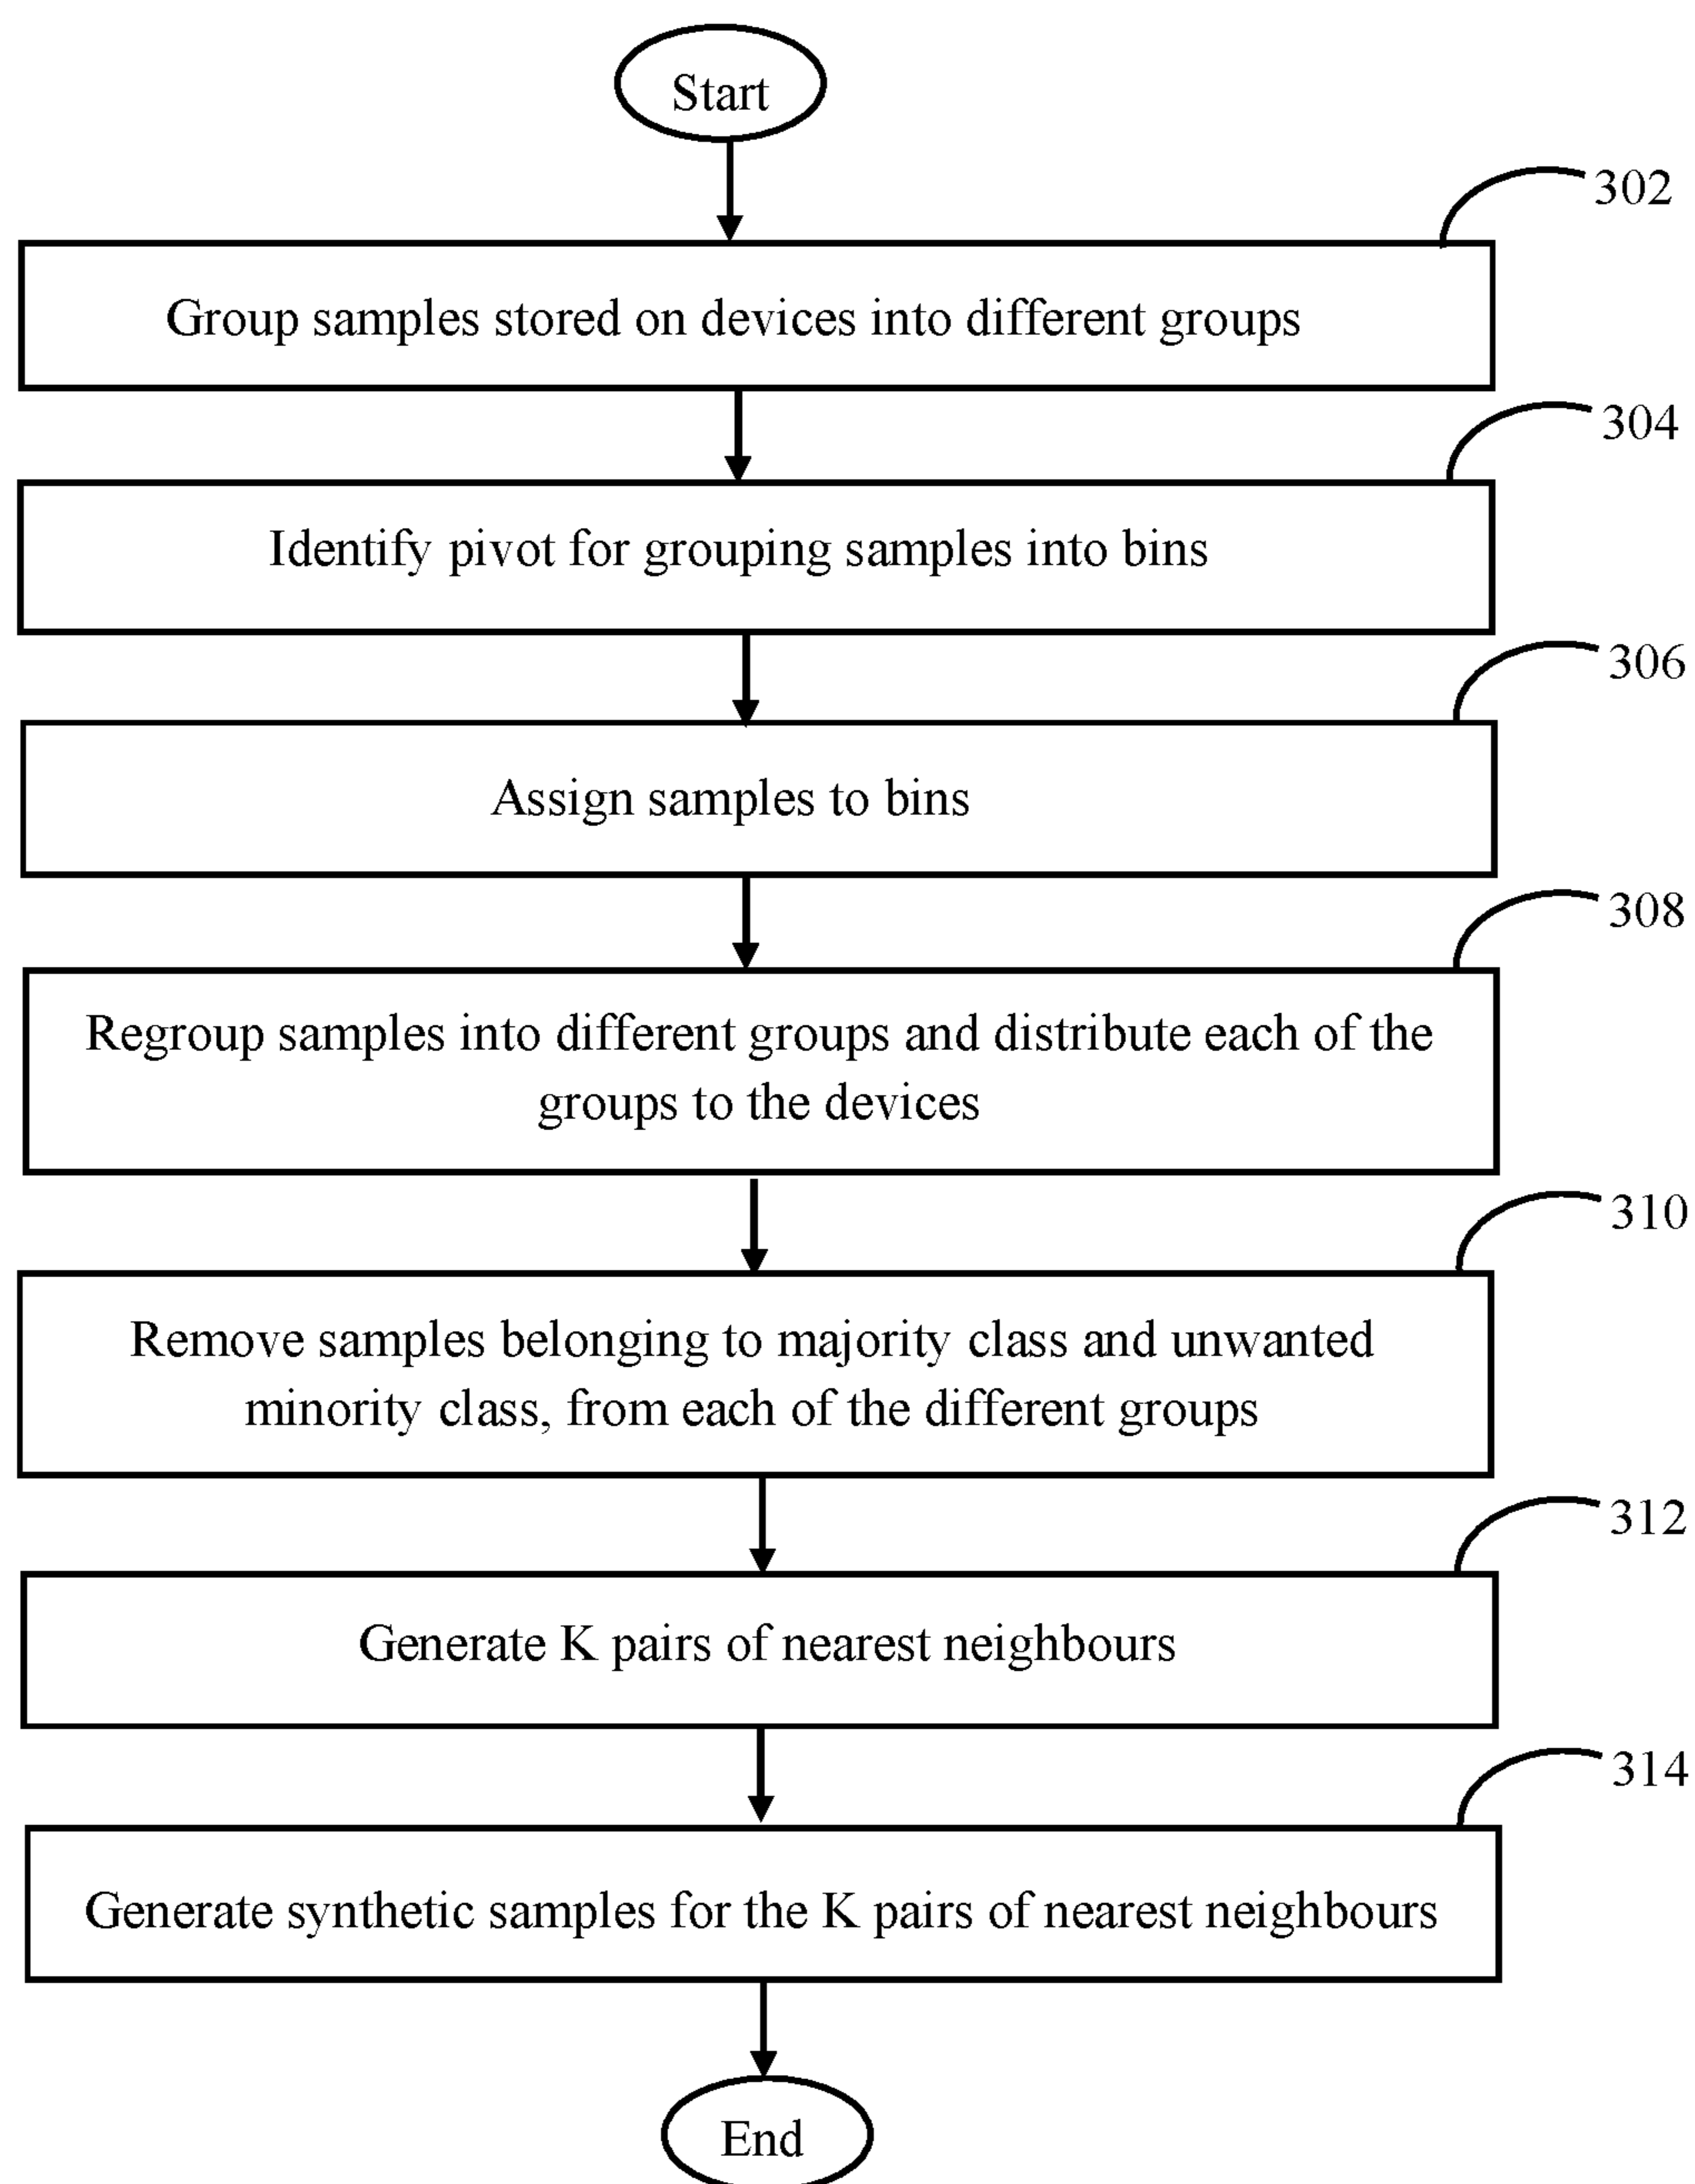 Start
302
Group samples stored on devices into different groups
304
Identify pivot for grouping samples into bins
306
Assign samples to bins
308
Regroup samples into different groups and distribute each of the
groups to the devices
310
Remove samples belonging to majority class and unwanted
minority class, from each of the different groups
312
Generate K pairs of nearest neighbours
314
Generate synthetic samples for the K pairs of nearest neighbours
End